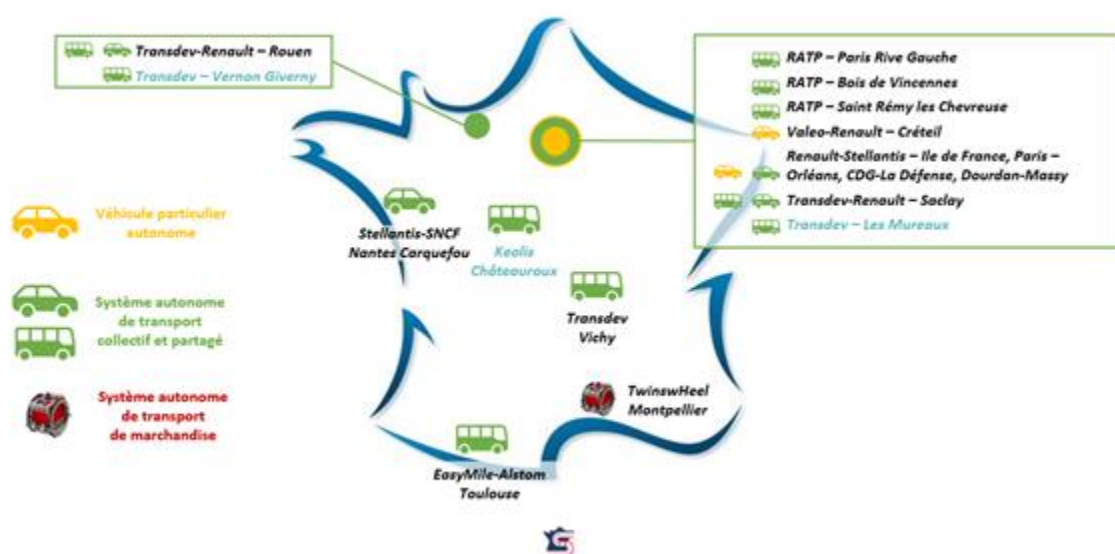 Transdev-Renault – Rouen
Transdev – Vernon Giverny
RATP – Paris Rive Gauche
RATP – Bois de Vincennes
RATP – Saint Rémy les Chevreuse
Valeo-Renault – Créteil
Renault-Stellantis – Ile de France, Paris –
Orléans, CDG-La Défense, Dourdan-Massy
Transdev-Renault – Saclay
Transdev – Les Mureaux
Véhicule particulier
autonome
Système autonome
de transport
collectif et partagé
Système autonome
de transport
de marchandise
Stellantis-SNCF
Nantes Carquefou
Keolis
Châteauroux
Transdev
Vichy
TwinswHeel
Montpellier
EasyMile-Alstom
Toulouse